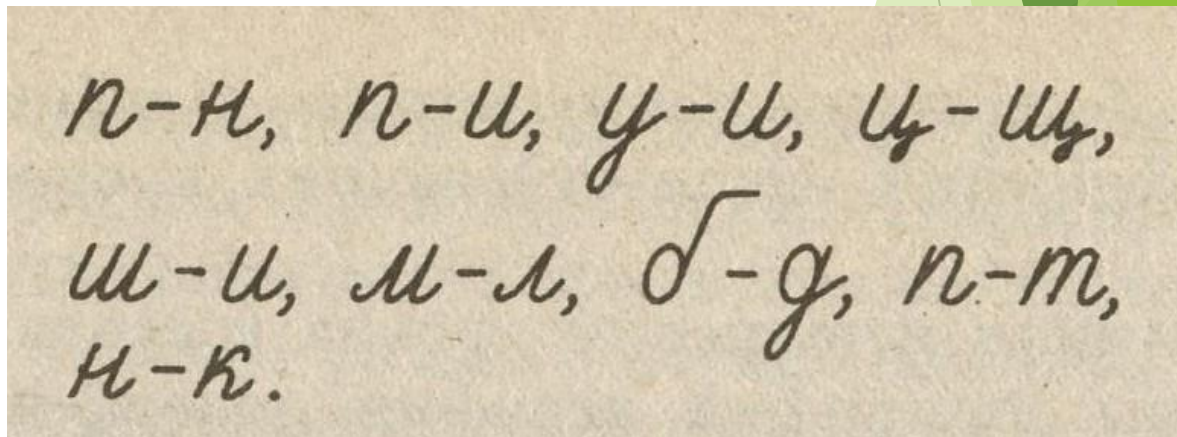 п-н, п-и, у-и, ц-щ,
ш-и, м-л, б-д, п-т,
н-к.